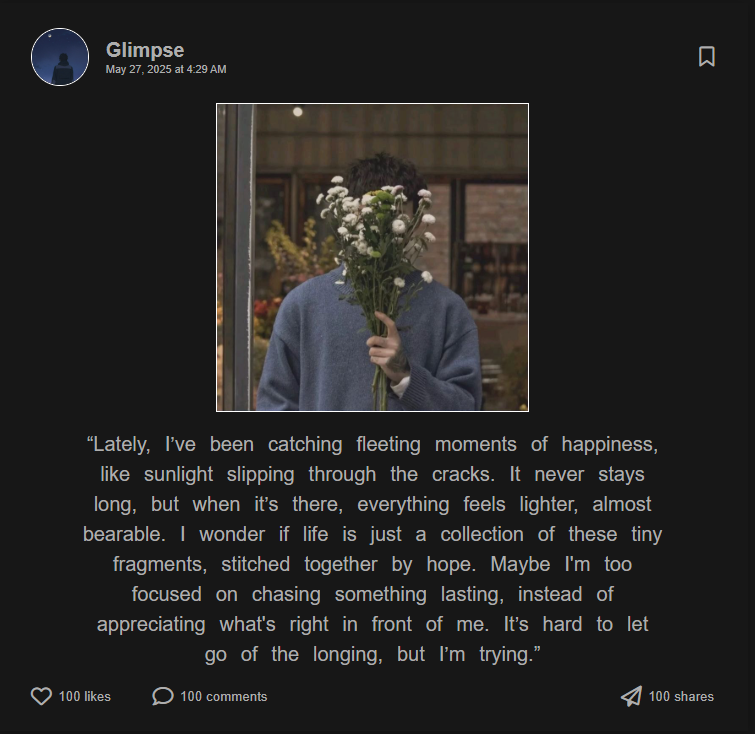 Glimpse
May 27, 2025 at 4:29 AM
“Lately, I’ve been catching fleeting moments of happiness,
like sunlight slipping through the cracks. It never stays
long, but when it’s there, everything feels lighter, almost
bearable. I wonder if life is just a collection of these tiny
fragments, stitched together by hope. Maybe I'm too
focused on chasing something lasting, instead of
appreciating what's right in front of me. It’s hard to let
go of the longing, but I’m trying.”
100 likes
100 comments
100 shares